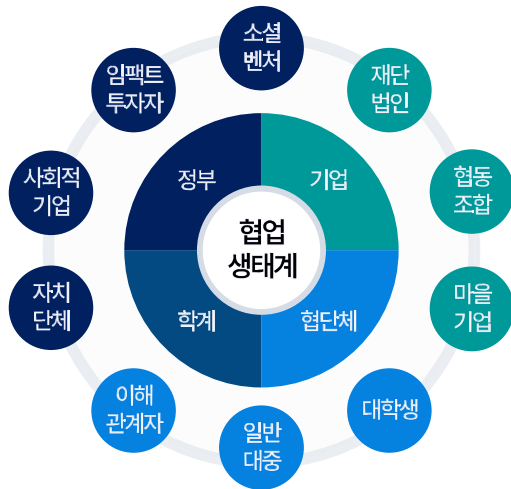 소셜
벤처
임팩트
투자자
재단
법인
사회적
기업
정부
기업
협동
조합
협업
생태계
자치
단체
학계
협단체
마을
기업
이해
관계자
일반
대중
대학생